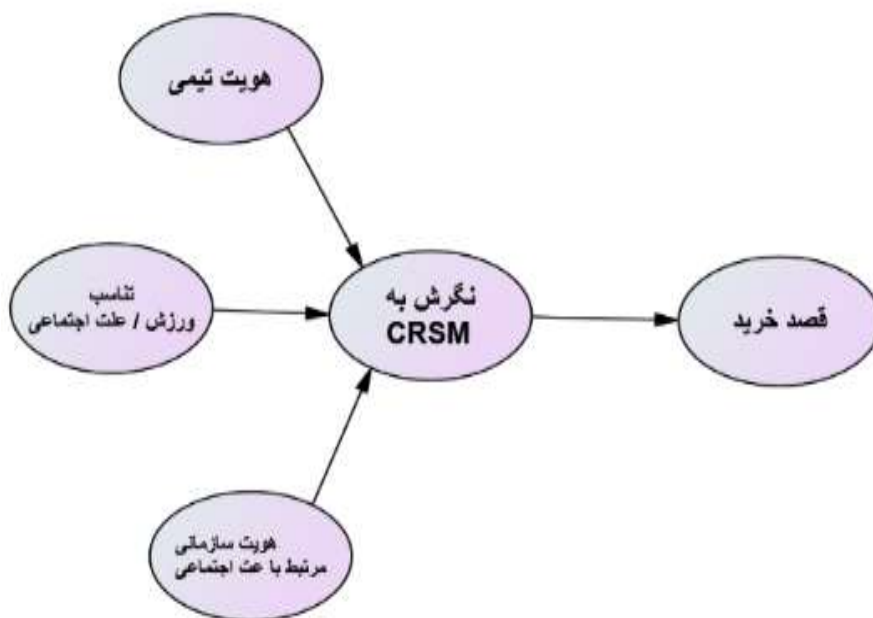 هویت تیمی
تناسب
ورزش / علت اجتماعی
نگرش به
CRSM
قصد خرید
هویت سازمانی
مرتبط با عت اجتماعی